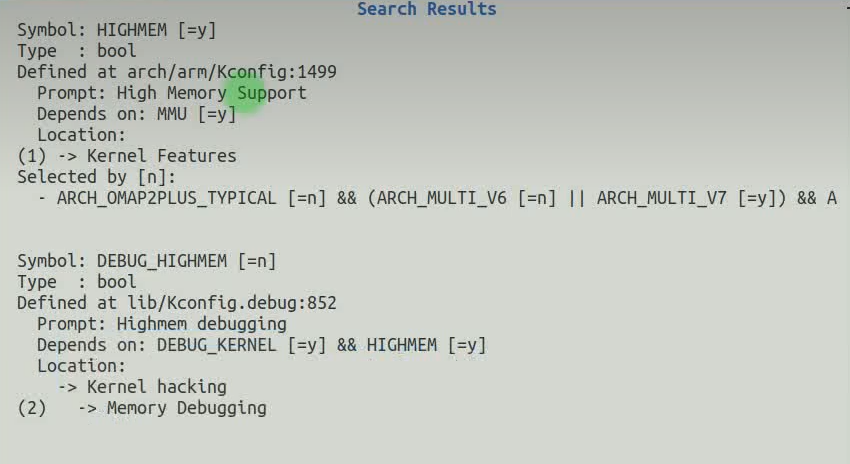 Search Results
Symbol: HIGHMEM [=y]
Type  : bool
Defined at arch/arm/Kconfig:1499
  Prompt: High Memory Support
  Depends on: MMU [=y]
  Location:
(1) -> Kernel Features
Selected by [n]:
  - ARCH_OMAP2PLUS_TYPICAL [=n] && (ARCH_MULTI_V6 [=n] || ARCH_MULTI_V7 [=y]) && A
Symbol: DEBUG_HIGHMEM [=n]
Type  : bool
Defined at lib/Kconfig.debug:852
  Prompt: Highmem debugging
  Depends on: DEBUG_KERNEL [=y] && HIGHMEM [=y]
  Location:
    -> Kernel hacking
(2)   -> Memory Debugging